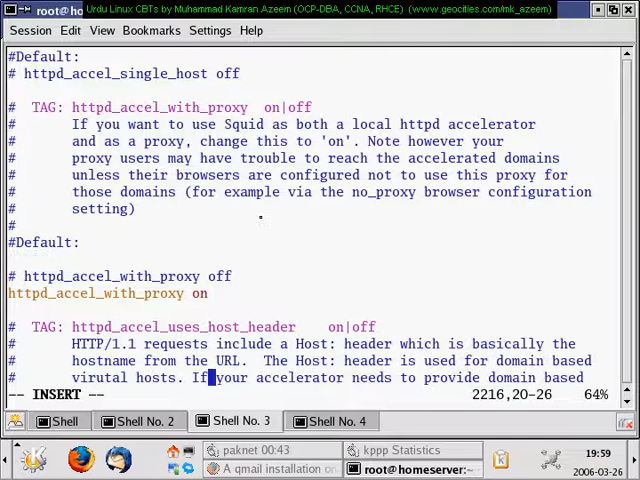 root@ho
Urdu Linux CBTs by Muhammad Kamran Azeem (OCP-DBA, CCNA, RHCE) (www.geocities.com/mk_azeem)
Session Edit View Bookmarks Settings Help
#Default:
# httpd_accel_single_host off
#  TAG: httpd_accel_with_proxy  on|off
#       If you want to use Squid as both a local httpd accelerator
#       and as a proxy, change this to 'on'. Note however your
#       proxy users may have trouble to reach the accelerated domains
#       unless their browsers are configured not to use this proxy for
#       those domains (for example via the no_proxy browser configuration
#       setting)
#
#Default:
# httpd_accel_with_proxy off
httpd_accel_with_proxy on
#  TAG: httpd_accel_uses_host_header    on|off
#       HTTP/1.1 requests include a Host: header which is basically the
#       hostname from the URL.  The Host: header is used for domain based
#       virutal hosts. If your accelerator needs to provide domain based
-- INSERT -- 2216,20-26 64%
Shell Shell No. 2 Shell No. 3 Shell No. 4
paknet 00:43 kppp Statistics
A qmail installation on root@homeserver:~
19:59
2006-03-26